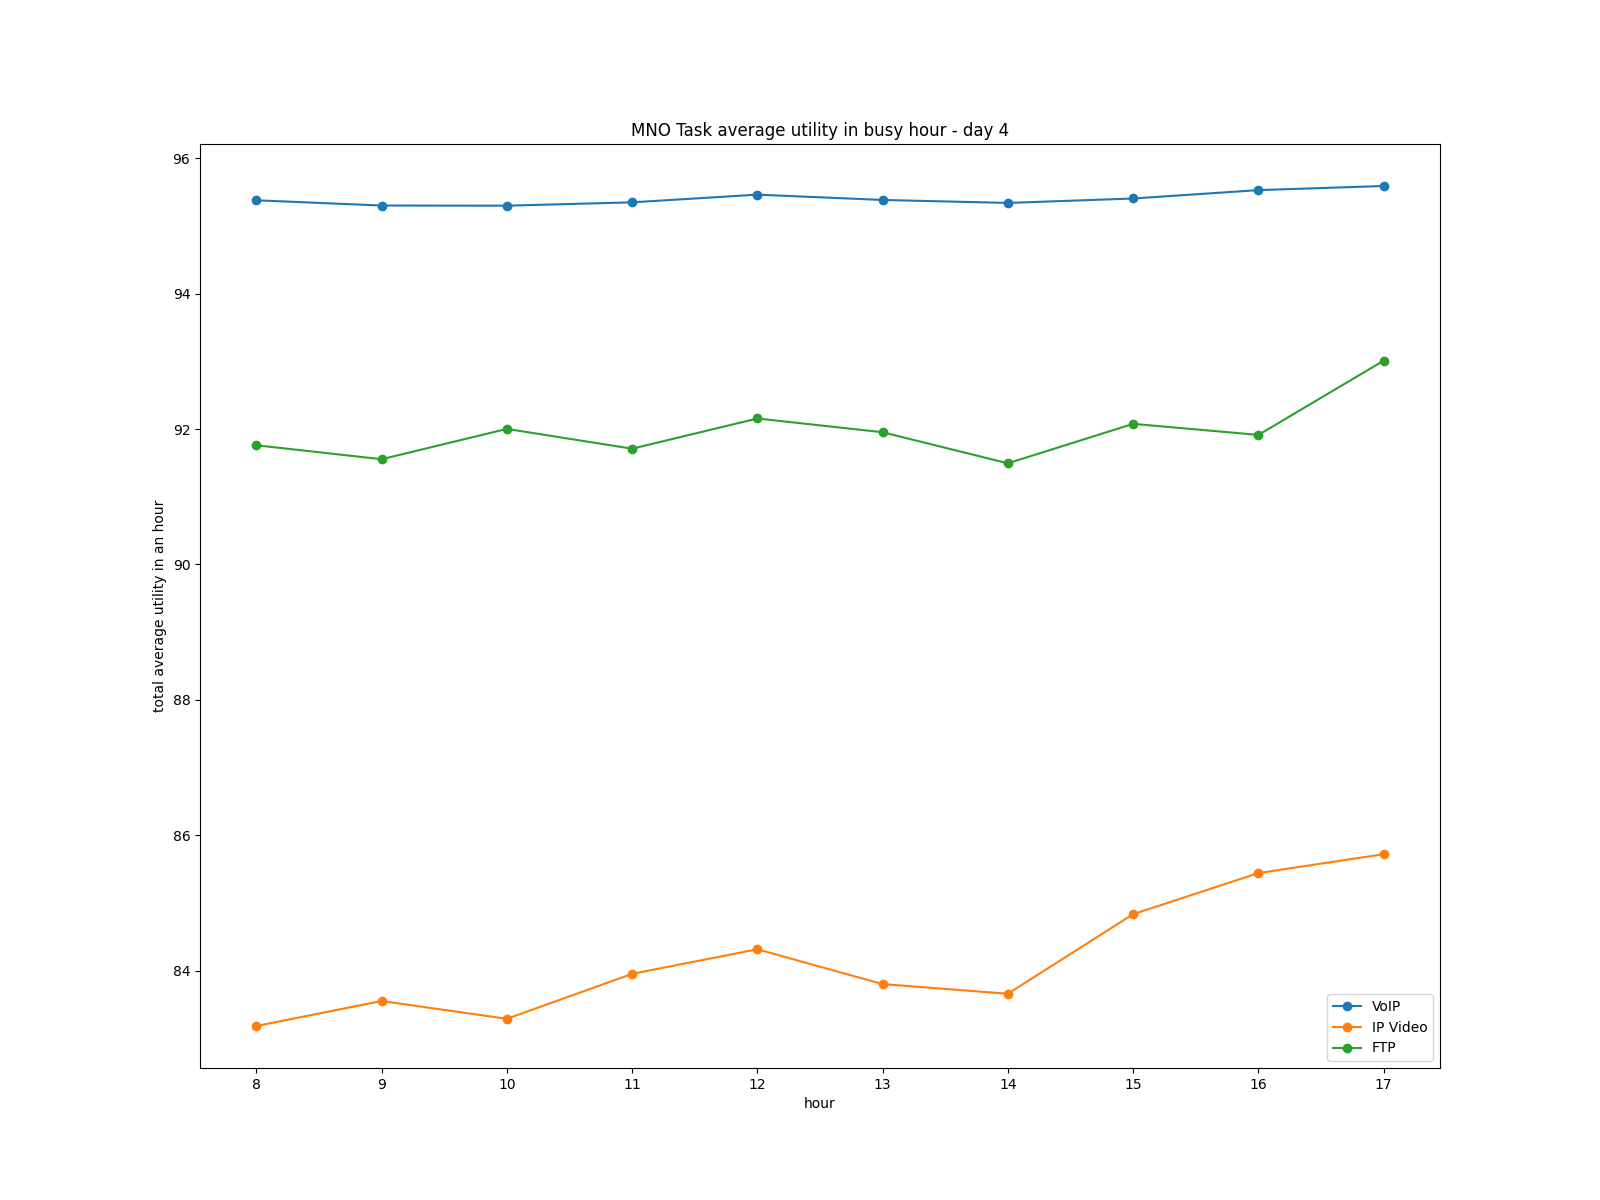 MNO Task average utility in busy hour - day 4
96
94
92
90
88
86
84
total average utility in an hour
8 9 10 11 12 13 14 15 16 17
hour
VoIP
IP Video
FTP